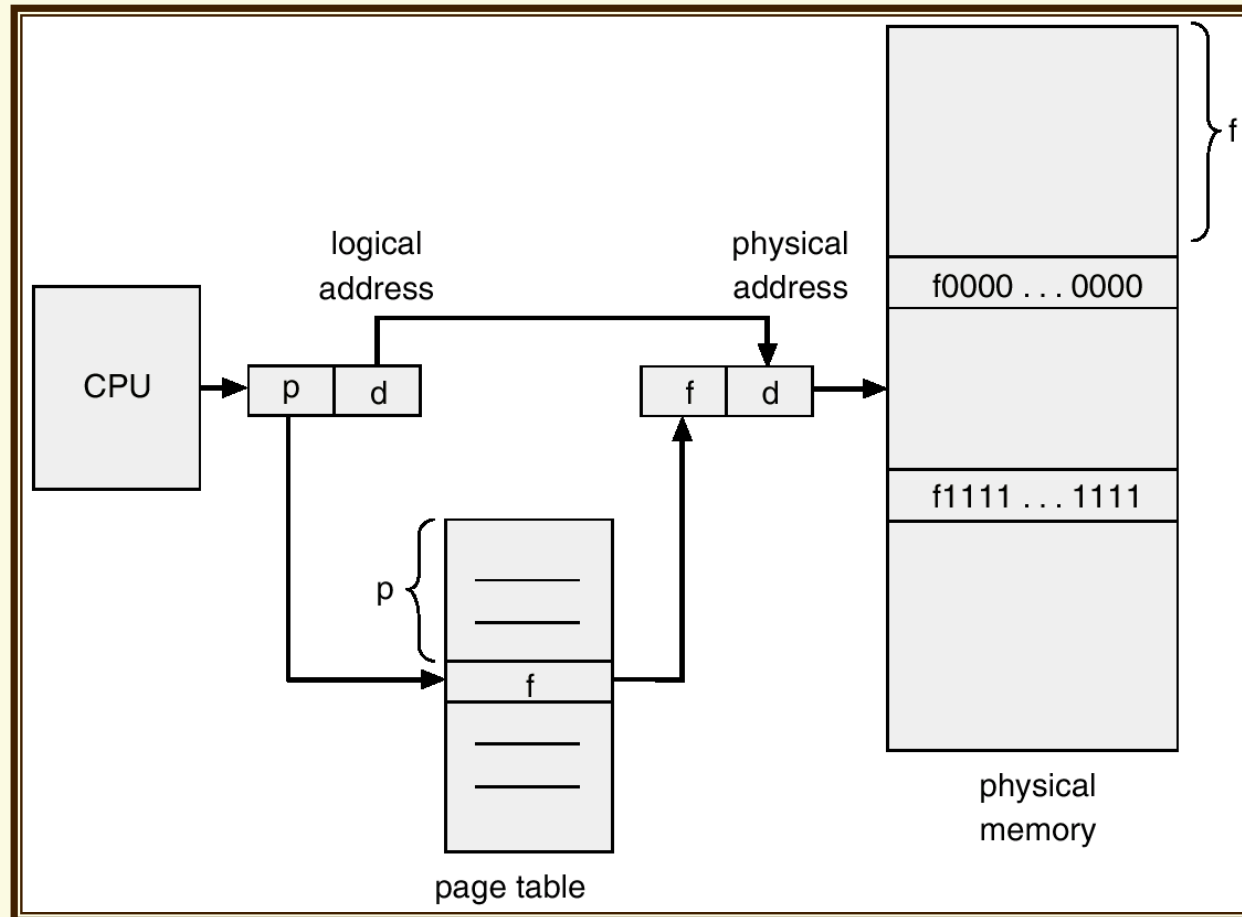 f
logical
address
physical
address
f0000 . . . 0000
CPU
p
d
f
d
f1111 . . . 1111
p
f
page table
physical
memory